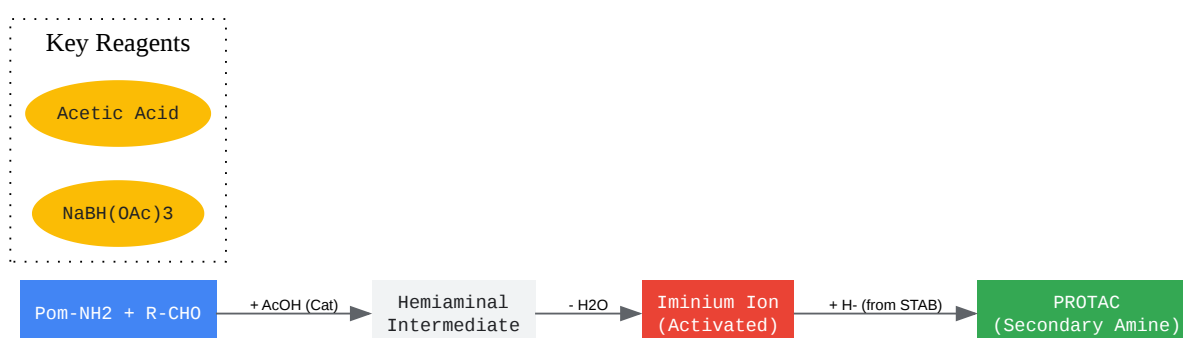 Key Reagents
Acetic Acid
NaBH(OAc)3
Pom-NH2 + R-CHO
+ AcOH (Cat)
Hemiaminal
Intermediate
- H2O
Iminium Ion
(Activated)
+ H- (from STAB)
PROTAC
(Secondary Amine)